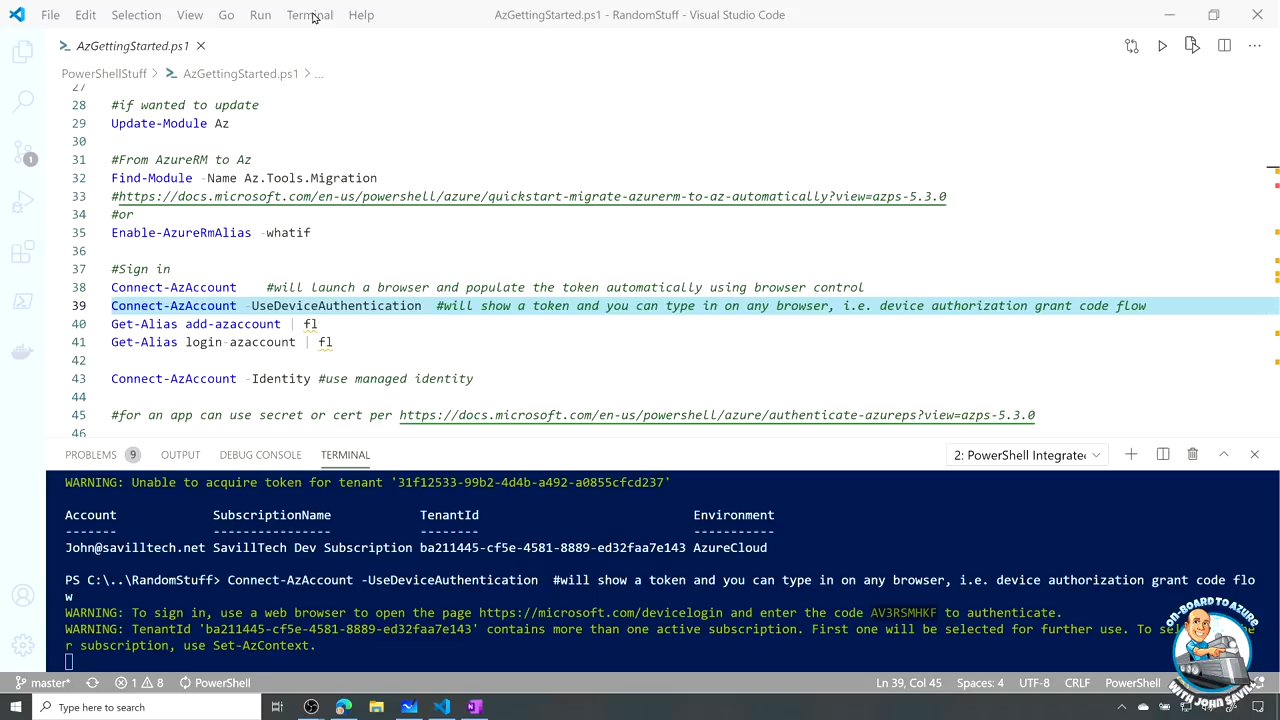 File Edit Selection View Go Run Terminal Help AzGettingStarted.ps1 - RandomStuff - Visual Studio Code
AzGettingStarted.ps1
PowerShellStuff > AzGettingStarted.ps1 > ...
27
28 #if wanted to update
29 Update-Module Az
30
31 #From AzureRM to Az
32 Find-Module -Name Az.Tools.Migration
33 #https://docs.microsoft.com/en-us/powershell/azure/quickstart-migrate-azurerm-to-az-automatically?view=azps-5.3.0
34 #or
35 Enable-AzureRmAlias -whatif
36
37 #Sign in
38 Connect-AzAccount #will launch a browser and populate the token automatically using browser control
39 Connect-AzAccount -UseDeviceAuthentication #will show a token and you can type in on any browser, i.e. device authorization grant code flow
40 Get-Alias add-azaccount | fl
41 Get-Alias login-azaccount | fl
42
43 Connect-AzAccount -Identity #use managed identity
44
45 #for an app can use secret or cert per https://docs.microsoft.com/en-us/powershell/azure/authenticate-azureps?view=azps-5.3.0
46
PROBLEMS 9 OUTPUT DEBUG CONSOLE TERMINAL 2: PowerShell Integrate
WARNING: Unable to acquire token for tenant '31f12533-99b2-4d4b-a492-a0855cfcd237'
Account SubscriptionName TenantId Environment
------- ---------------- -------- -----------
John@savilltech.net SavillTech Dev Subscription ba211445-cf5e-4581-8889-ed32faa7e143 AzureCloud
PS C:\..\RandomStuff> Connect-AzAccount -UseDeviceAuthentication #will show a token and you can type in on any browser, i.e. device authorization grant code flo
w
WARNING: To sign in, use a web browser to open the page https://microsoft.com/devicelogin and enter the code AV3RSMHKF to authenticate.
WARNING: TenantId 'ba211445-cf5e-4581-8889-ed32faa7e143' contains more than one active subscription. First one will be selected for further use. To
r subscription, use Set-AzContext.
ON-BOARD TO AZURE
WITH JOHN SAVILL
master* 1 8 PowerShell Ln 39, Col 45 Spaces: 4 UTF-8 CRLF PowerShell
Type here to search